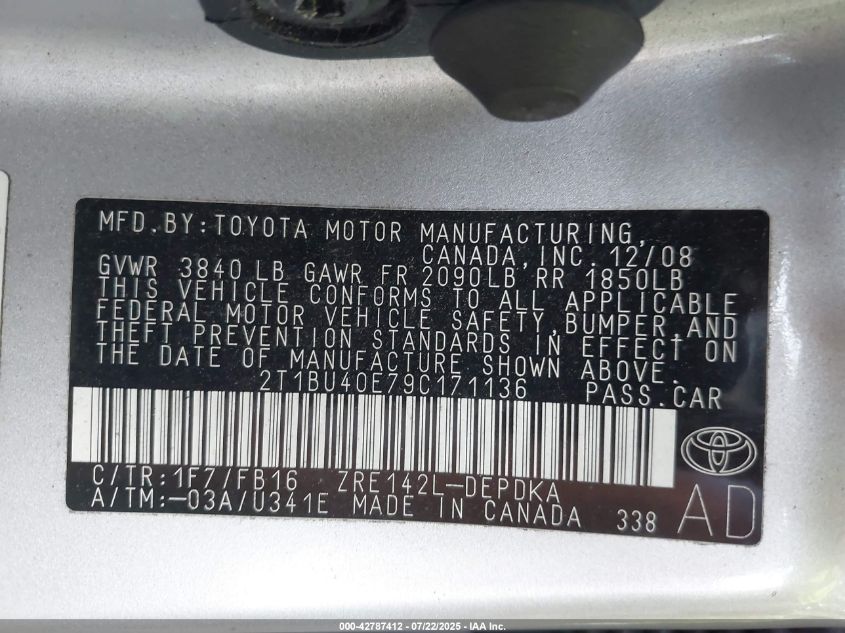 MFD.BY:TOYOTA MOTOR MANUFACTURING,
CANADA,INC. 12/08
GVWR 3840 LB GAWR FR 2090LB RR 1850LB
THIS VEHICLE CONFORMS TO ALL APPLICABLE
FEDERAL MOTOR VEHICLE SAFETY,BUMPER,AND
THEFT PREVENTION STANDARDS IN EFFECT ON
THE DATE OF MANUFACTURE SHOWN ABOVE.
2T1BU40E79C171136 PASS.CAR
C/TR:1F7/FB16 ZRE142L-DEPDKA
A/TM:-03A/U341E MADE IN CANADA 338 AD
000-42787412 - 07/22/2025 - IAA Inc.